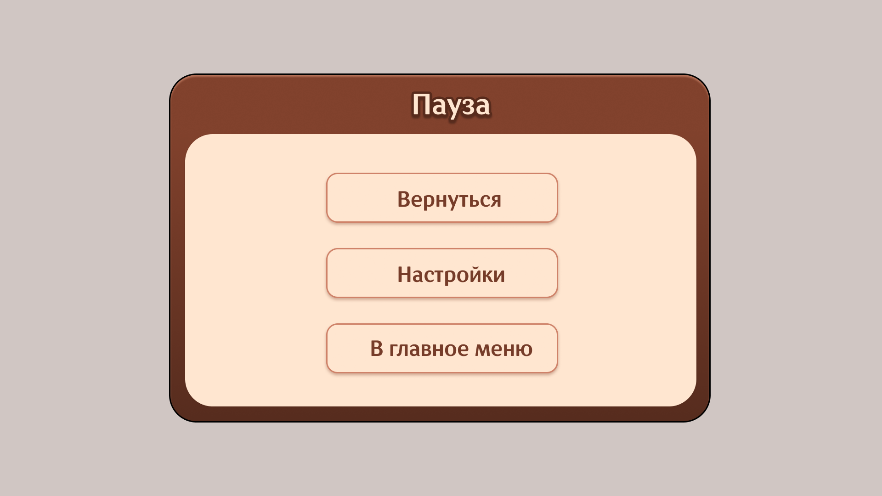 Пауза
Вернуться
Настройки
В главное меню